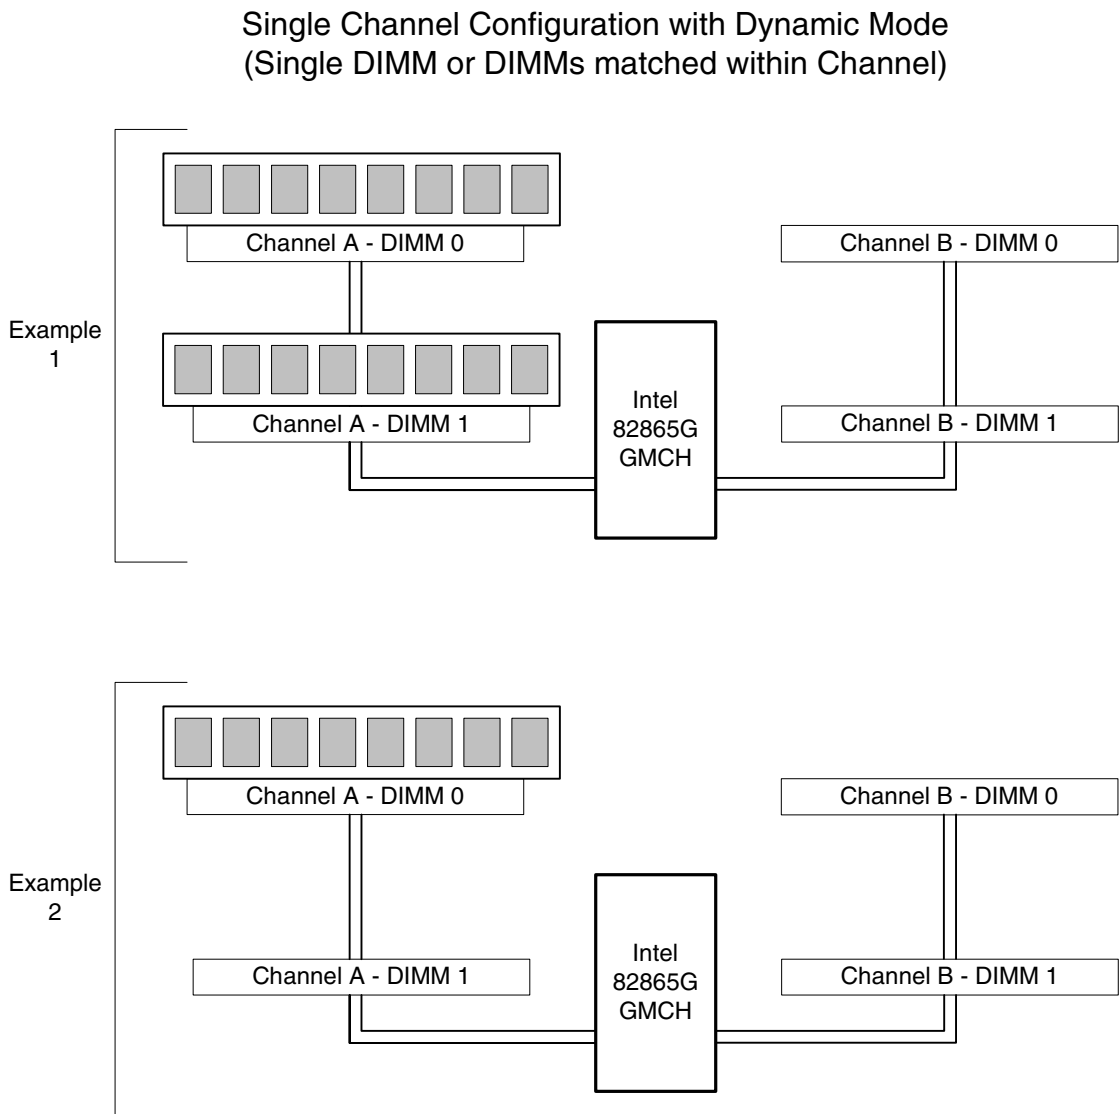 Single Channel Configuration with Dynamic Mode
(Single DIMM or DIMMs matched within Channel)
Example
1
Channel A - DIMM 0
Channel B - DIMM 0
Channel A - DIMM 1
Intel
82865G
GMCH
Channel B - DIMM 1
Example
2
Channel A - DIMM 0
Channel B - DIMM 0
Channel A - DIMM 1
Intel
82865G
GMCH
Channel B - DIMM 1